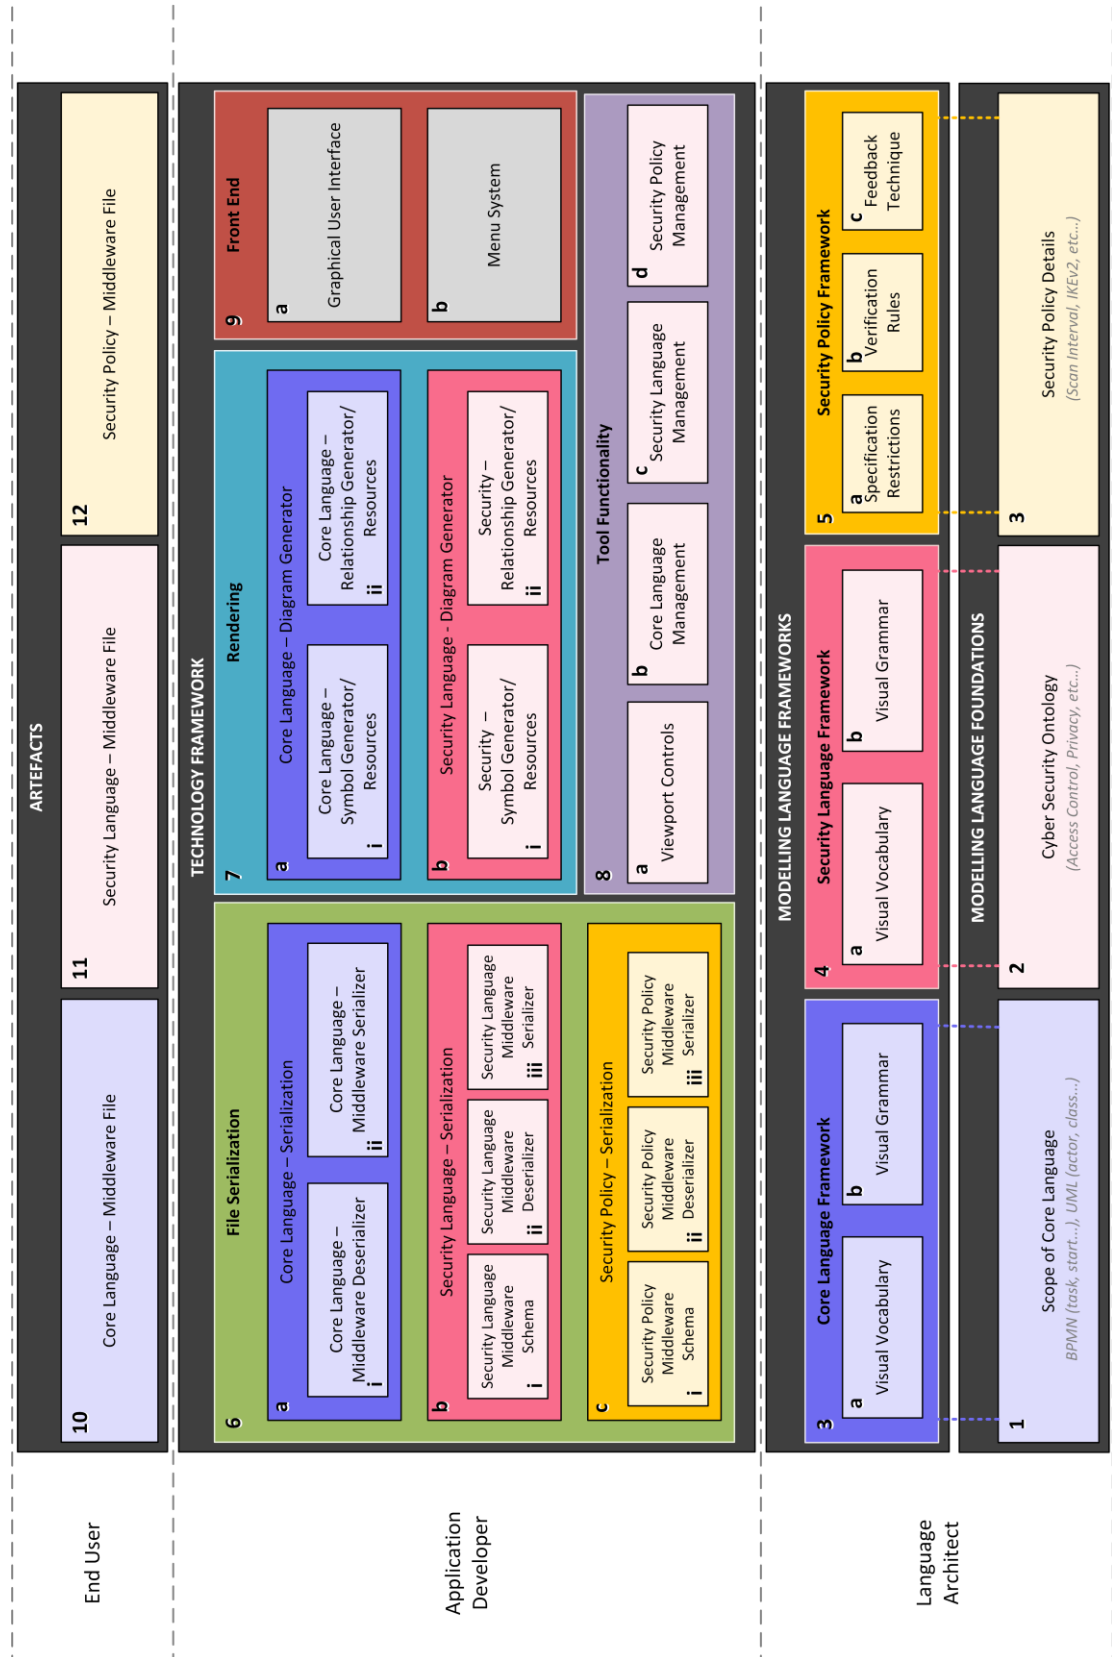 End User
ARTEFACTS
10
Core Language – Middleware File
11
Security Language – Middleware File
12
Security Policy – Middleware File
Application
Developer
TECHNOLOGY FRAMEWORK
6
File Serialization
a
Core Language – Serialization
Core Language –
Middleware Deserializer
i
Core Language –
Middleware Serializer
ii
b
Security Language – Serialization
Security Language
Middleware
Schema
i
Security Language
Middleware
Deserializer
ii
Security Language
Middleware
Serializer
iii
c
Security Policy – Serialization
Security Policy
Middleware
Schema
i
Security Policy
Middleware
Deserializer
ii
Security Policy
Middleware
Serializer
iii
7
Rendering
a
Core Language – Diagram Generator
Core Language –
Symbol Generator/
Resources
i
Core Language –
Relationship Generator/
Resources
ii
b
Security Language - Diagram Generator
Security –
Symbol Generator/
Resources
i
Security –
Relationship Generator/
Resources
ii
9
Front End
a
Graphical User Interface
b
Menu System
8
Tool Functionality
a
Viewport Controls
b
Core Language
Management
c
Security Language
Management
d
Security Policy
Management
Language
Architect
MODELLING LANGUAGE FRAMEWORKS
3
Core Language Framework
a
Visual Vocabulary
b
Visual Grammar
4
Security Language Framework
a
Visual Vocabulary
b
Visual Grammar
5
Security Policy Framework
a
Specification
Restrictions
b
Verification
Rules
c
Feedback
Technique
MODELLING LANGUAGE FOUNDATIONS
1
Scope of Core Language
BPMN (task, start...), UML (actor, class...)
2
Cyber Security Ontology
(Access Control, Privacy, etc...)
3
Security Policy Details
(Scan Interval, IKEv2, etc...)